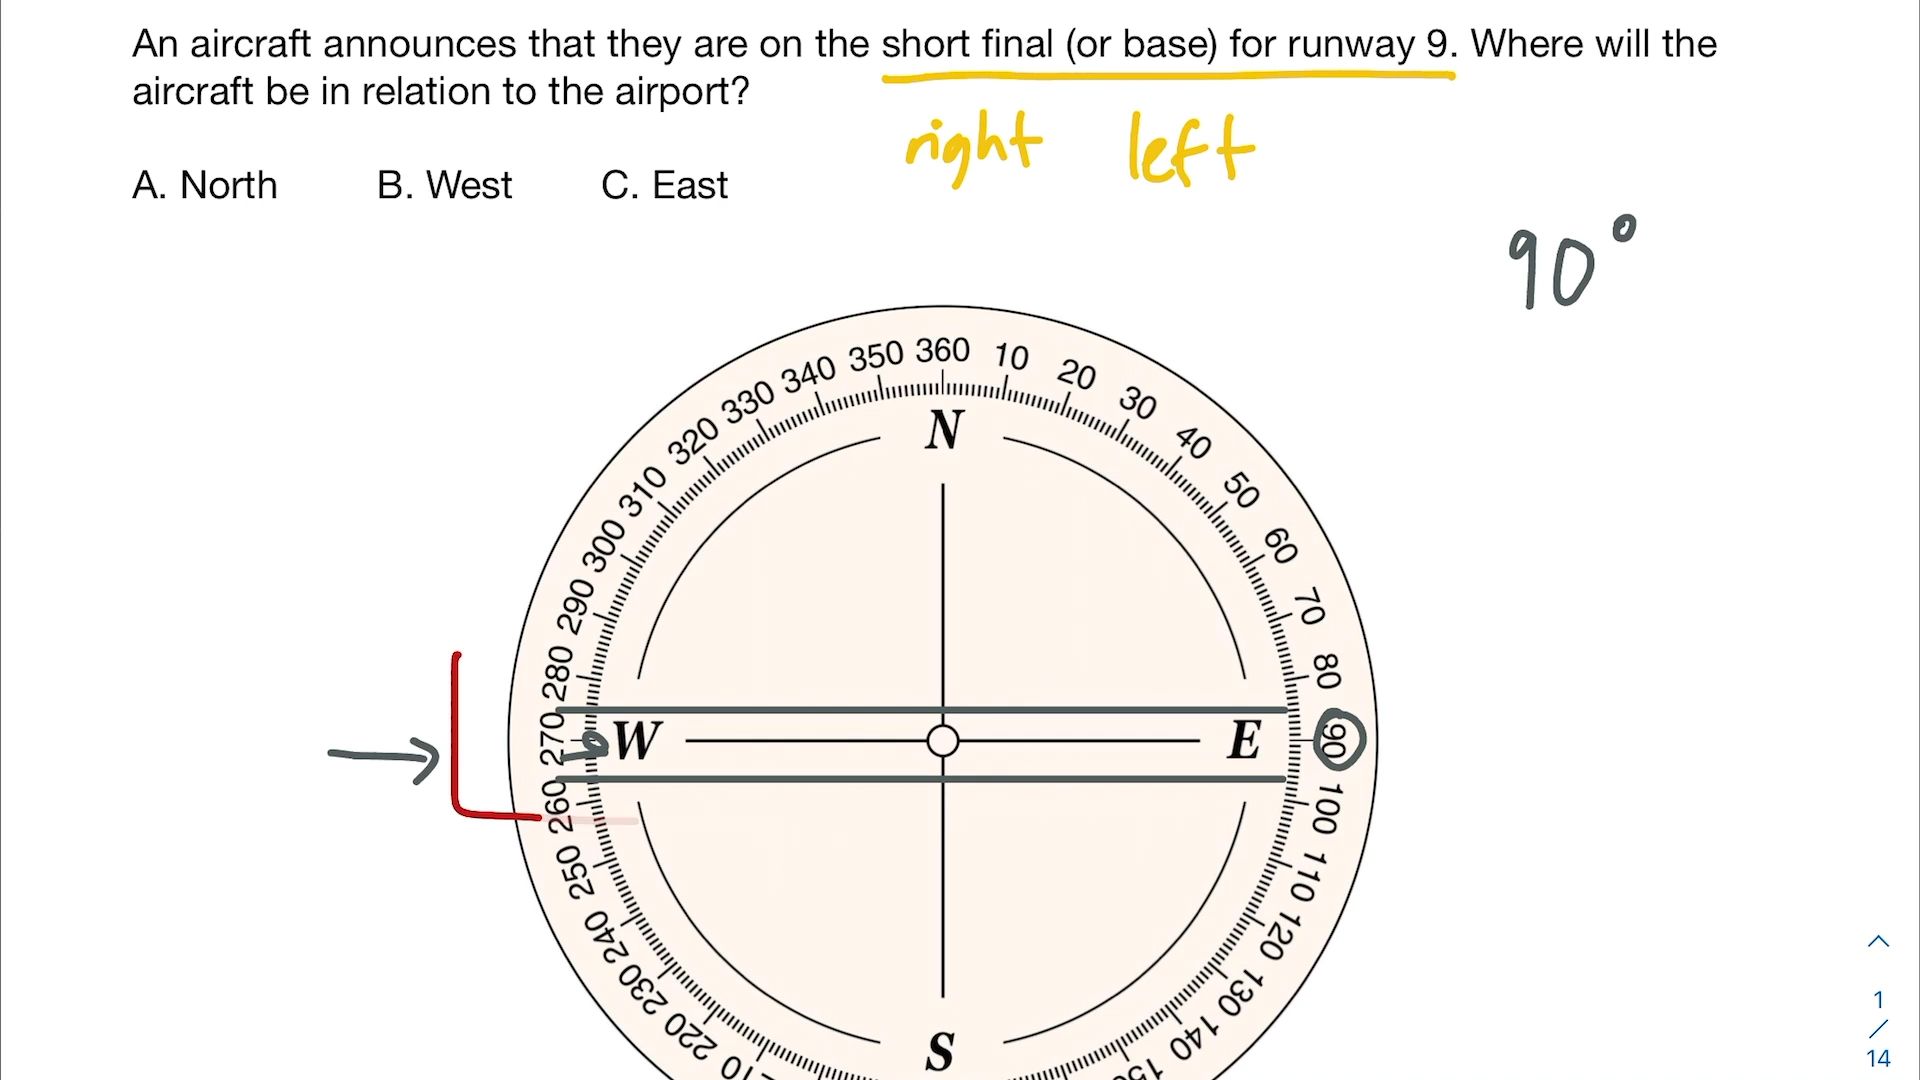 An aircraft announces that they are on the short final (or base) for runway 9. Where will the
aircraft be in relation to the airport?
right left
A. North B. West C. East
90°
360 10 20 30 40 50 60 70 80 90 100 110 120 130 140 150
220 230 240 250 260 270 280 290 300 310 320 330 340 350
N
W E
S
1
/
14